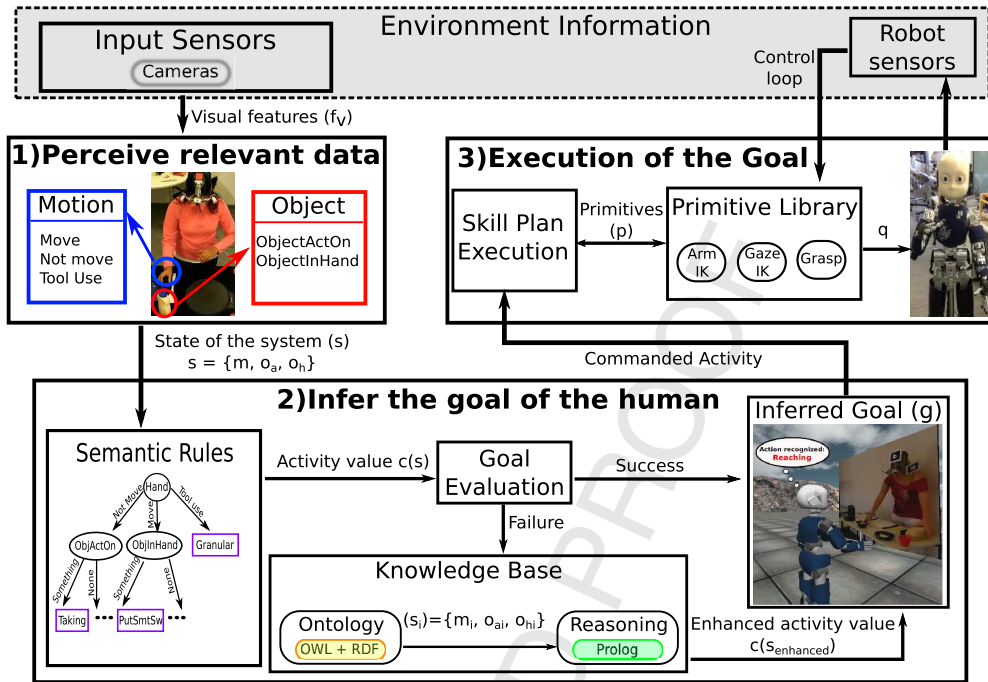 Environment Information
Input Sensors
Cameras
Robot
sensors
Control
loop
Visual features (fv)
1)Perceive relevant data
Motion
Move
Not move
Tool Use
Object
ObjectActOn
ObjectInHand
3)Execution of the Goal
Skill Plan
Execution
Primitives
(p)
Primitive Library
Arm
IK
Gaze
IK
Grasp
q
State of the system (s)
s = {m, oa, oh}
Commanded Activity
2)Infer the goal of the human
Semantic Rules
Hand
Not Move
Move
Tool use
ObjActOn
ObjInHand
Granular
Something
None
Something
None
Taking
PutSmtSw
Activity value c(s)
Goal
Evaluation
Success
Failure
Inferred Goal (g)
Action recognized:
Reaching
Knowledge Base
Ontology
OWL + RDF
(si)={mi, oai, ohi}
Reasoning
Prolog
Enhanced activity value
c(senhanced)
D PROOF